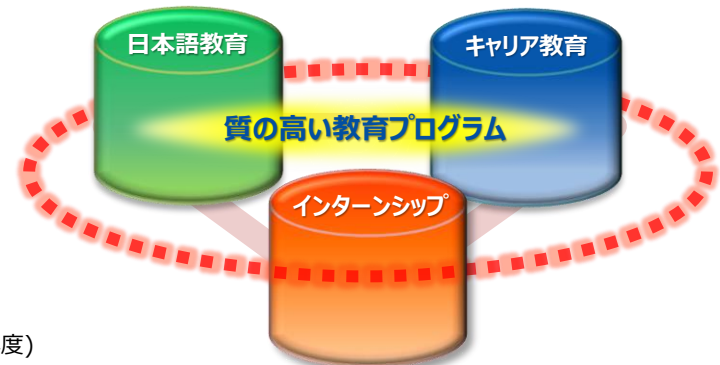 日本語教育
キャリア教育
質の高い教育プログラム
インターンシップ
度)